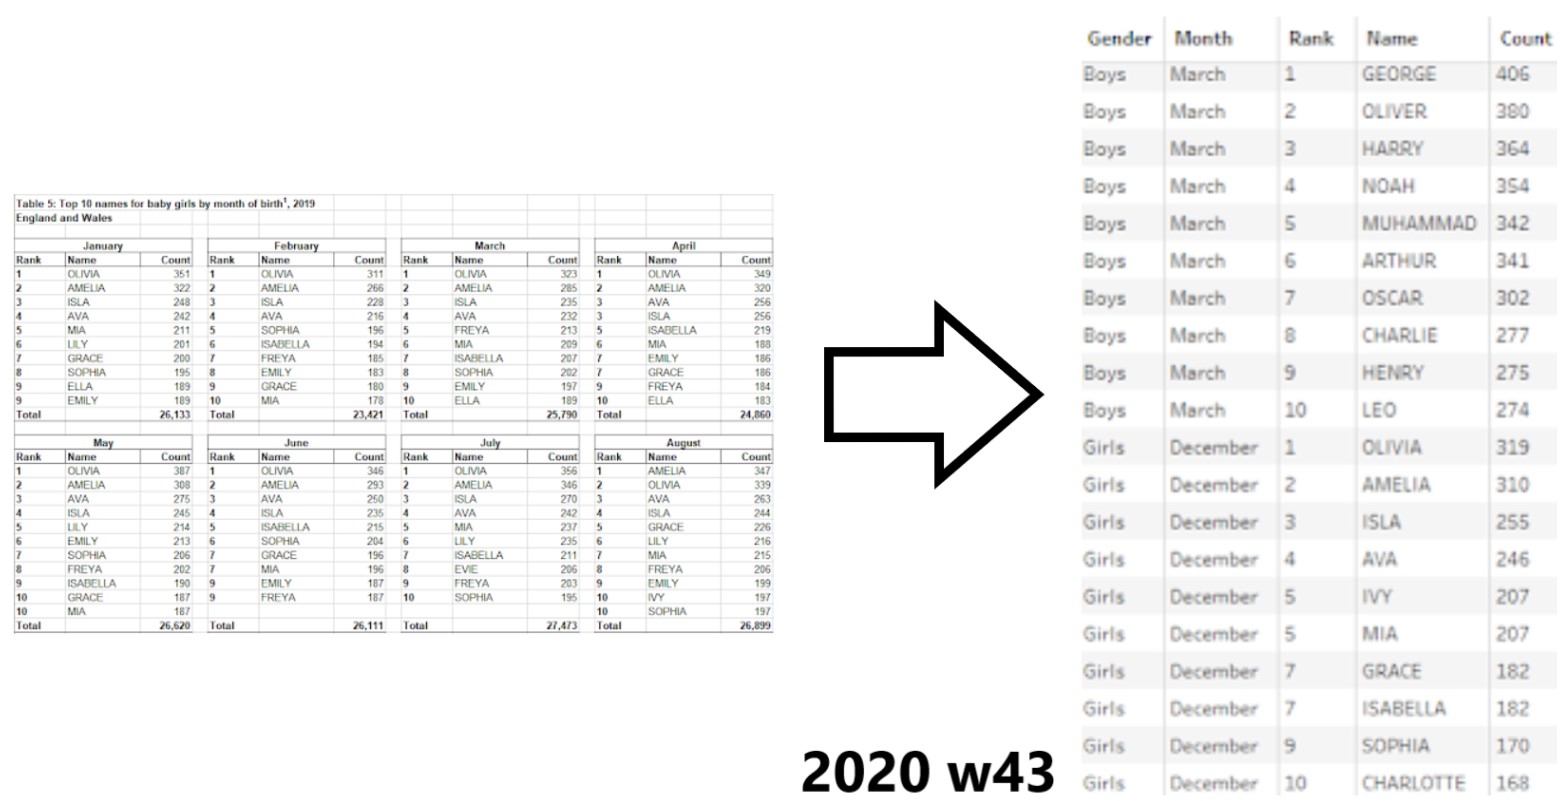 Table 5: Top 10 names for baby girls by month of birth¹, 2019
England and Wales
January February March April
Rank Name Count Rank Name Count Rank Name Count Rank Name Count
1 OLIVIA 351 1 OLIVIA 311 1 OLIVIA 323 1 OLIVIA 349
2 AMELIA 322 2 AMELIA 266 2 AMELIA 285 2 AMELIA 320
3 ISLA 248 3 ISLA 228 3 ISLA 235 3 AVA 256
4 AVA 242 4 AVA 216 4 AVA 232 3 ISLA 256
5 MIA 211 5 SOPHIA 196 5 FREYA 213 5 ISABELLA 219
6 LILY 201 6 ISABELLA 194 6 MIA 209 6 MIA 188
7 GRACE 200 7 FREYA 185 7 ISABELLA 207 7 EMILY 186
8 SOPHIA 195 8 EMILY 183 8 SOPHIA 202 7 GRACE 186
9 ELLA 189 9 GRACE 180 9 EMILY 197 9 FREYA 184
9 EMILY 189 10 MIA 178 10 ELLA 189 10 ELLA 183
Total 26,133 Total 23,421 Total 25,790 Total 24,860
May June July August
Rank Name Count Rank Name Count Rank Name Count Rank Name Count
1 OLIVIA 387 1 OLIVIA 346 1 OLIVIA 356 1 AMELIA 347
2 AMELIA 308 2 AMELIA 293 2 AMELIA 346 2 OLIVIA 339
3 AVA 275 3 AVA 250 3 ISLA 270 3 AVA 263
4 ISLA 245 4 ISLA 235 4 AVA 242 4 ISLA 244
5 LILY 214 5 ISABELLA 215 5 MIA 237 5 GRACE 226
6 EMILY 213 6 SOPHIA 204 6 LILY 235 6 LILY 216
7 SOPHIA 206 7 GRACE 196 7 ISABELLA 211 7 MIA 215
8 FREYA 202 7 MIA 196 8 EVIE 206 8 FREYA 206
9 ISABELLA 190 9 EMILY 187 9 FREYA 203 9 EMILY 199
10 GRACE 187 9 FREYA 187 10 SOPHIA 195 10 IVY 197
10 MIA 187 10 SOPHIA 197
Total 26,620 Total 26,111 Total 27,473 Total 26,899
Gender Month Rank Name Count
Boys March 1 GEORGE 406
Boys March 2 OLIVER 380
Boys March 3 HARRY 364
Boys March 4 NOAH 354
Boys March 5 MUHAMMAD 342
Boys March 6 ARTHUR 341
Boys March 7 OSCAR 302
Boys March 8 CHARLIE 277
Boys March 9 HENRY 275
Boys March 10 LEO 274
Girls December 1 OLIVIA 319
Girls December 2 AMELIA 310
Girls December 3 ISLA 255
Girls December 4 AVA 246
Girls December 5 IVY 207
Girls December 5 MIA 207
Girls December 7 GRACE 182
Girls December 7 ISABELLA 182
Girls December 9 SOPHIA 170
Girls December 10 CHARLOTTE 168
2020 w43